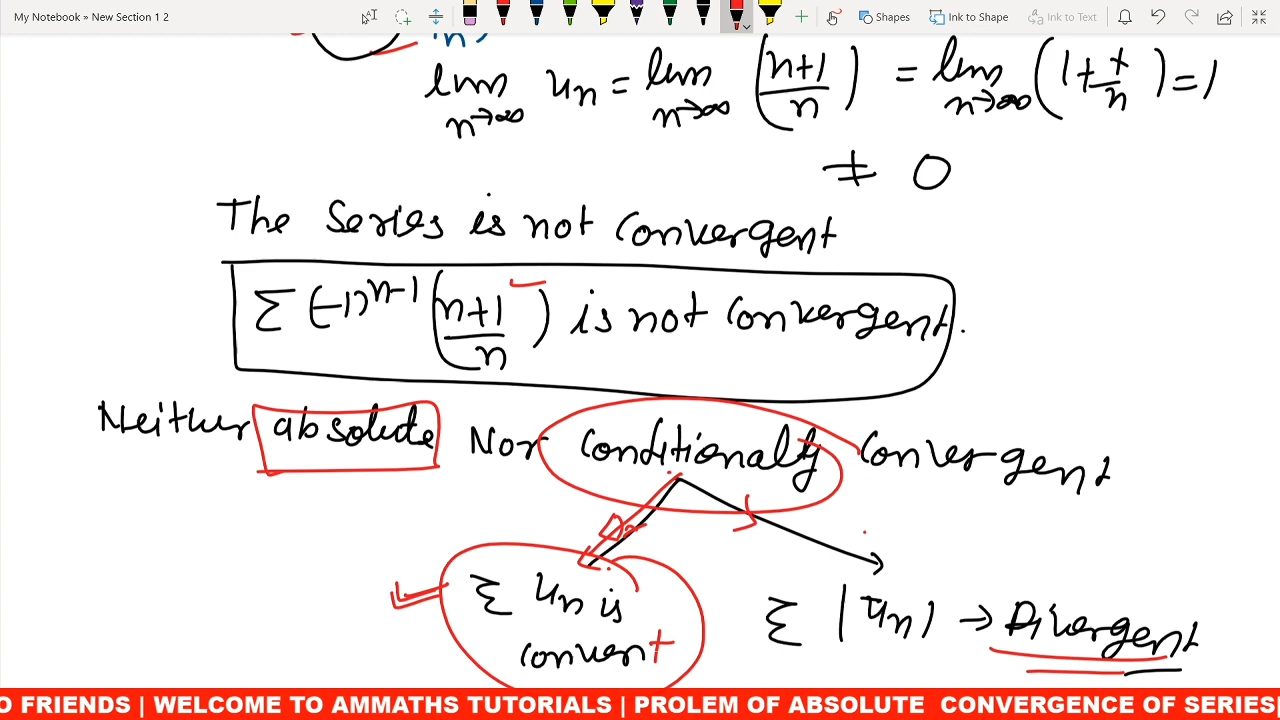 My Notebook » New Section 1 2
Shapes Ink to Shape Ink to Text
lim n→∞ un = lim n→∞ (n+1/n) = lim n→∞ (1+1/n) = 1
≠ 0
The Series is not Convergent
Σ (-1)^n-1 (n+1/n) is not Convergent.
Neither absolute Nor Conditionally Convergent
Σ un is Σ |un| → Divergent
conven+
O FRIENDS | WELCOME TO AMMATHS TUTORIALS | PROLEM OF ABSOLUTE CONVERGENCE OF SERIES|